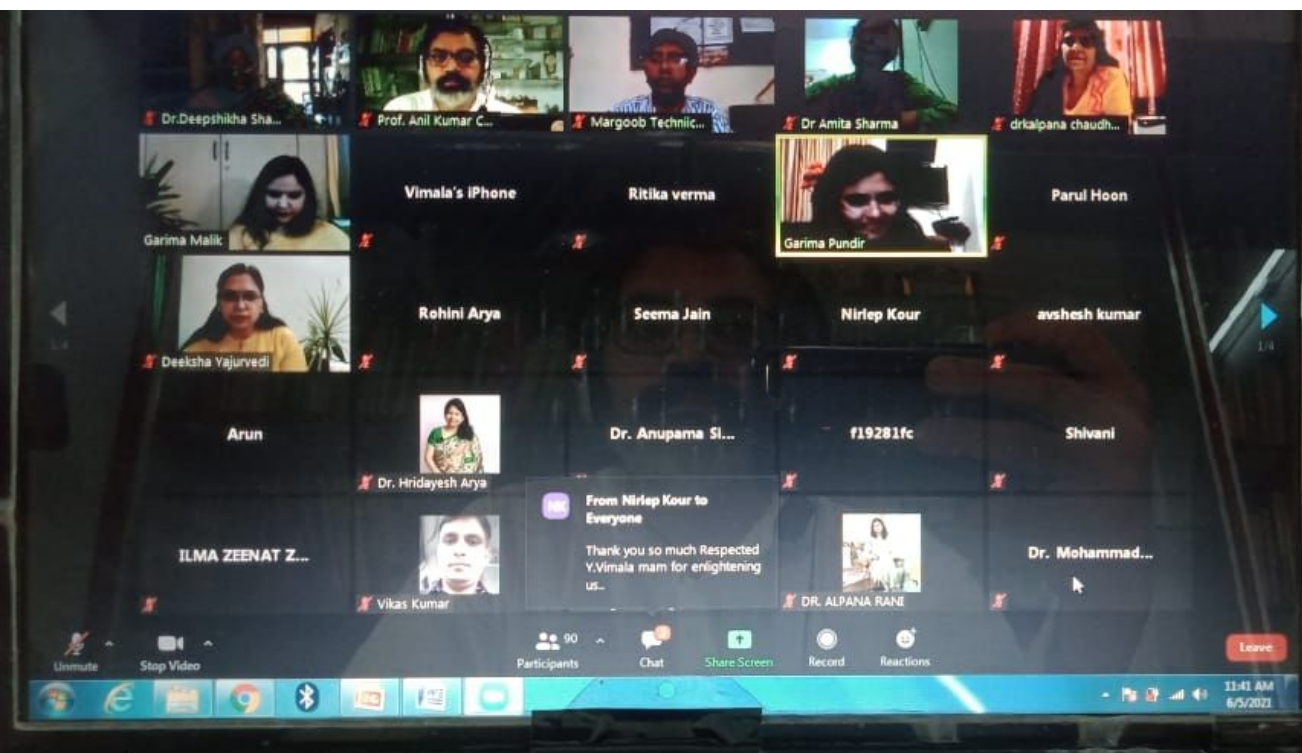 Dr.Deepshikha Sha...
Prof. Anil Kumar C...
Margoob Techniic...
Dr Amita Sharma
drkalpana chaudh...
Garima Malik
Vimala's iPhone
Ritika verma
Garima Pundir
Parul Hoon
Deeksha Yajurvedi
Rohini Arya
Seema Jain
Nirlep Kour
avshesh kumar
1/4
Arun
Dr. Hridayesh Arya
Dr. Anupama Si...
f19281fc
Shivani
ILMA ZEENAT Z...
Vikas Kumar
NK
From Nirlep Kour to
Everyone
Thank you so much Respected
Y.Vimala mam for enlightening
us...
DR. ALPANA RANI
Dr. Mohammad...
Unmute
Stop Video
90
Participants
Chat
Share Screen
Record
Reactions
Leave
11:41 AM
6/5/2021